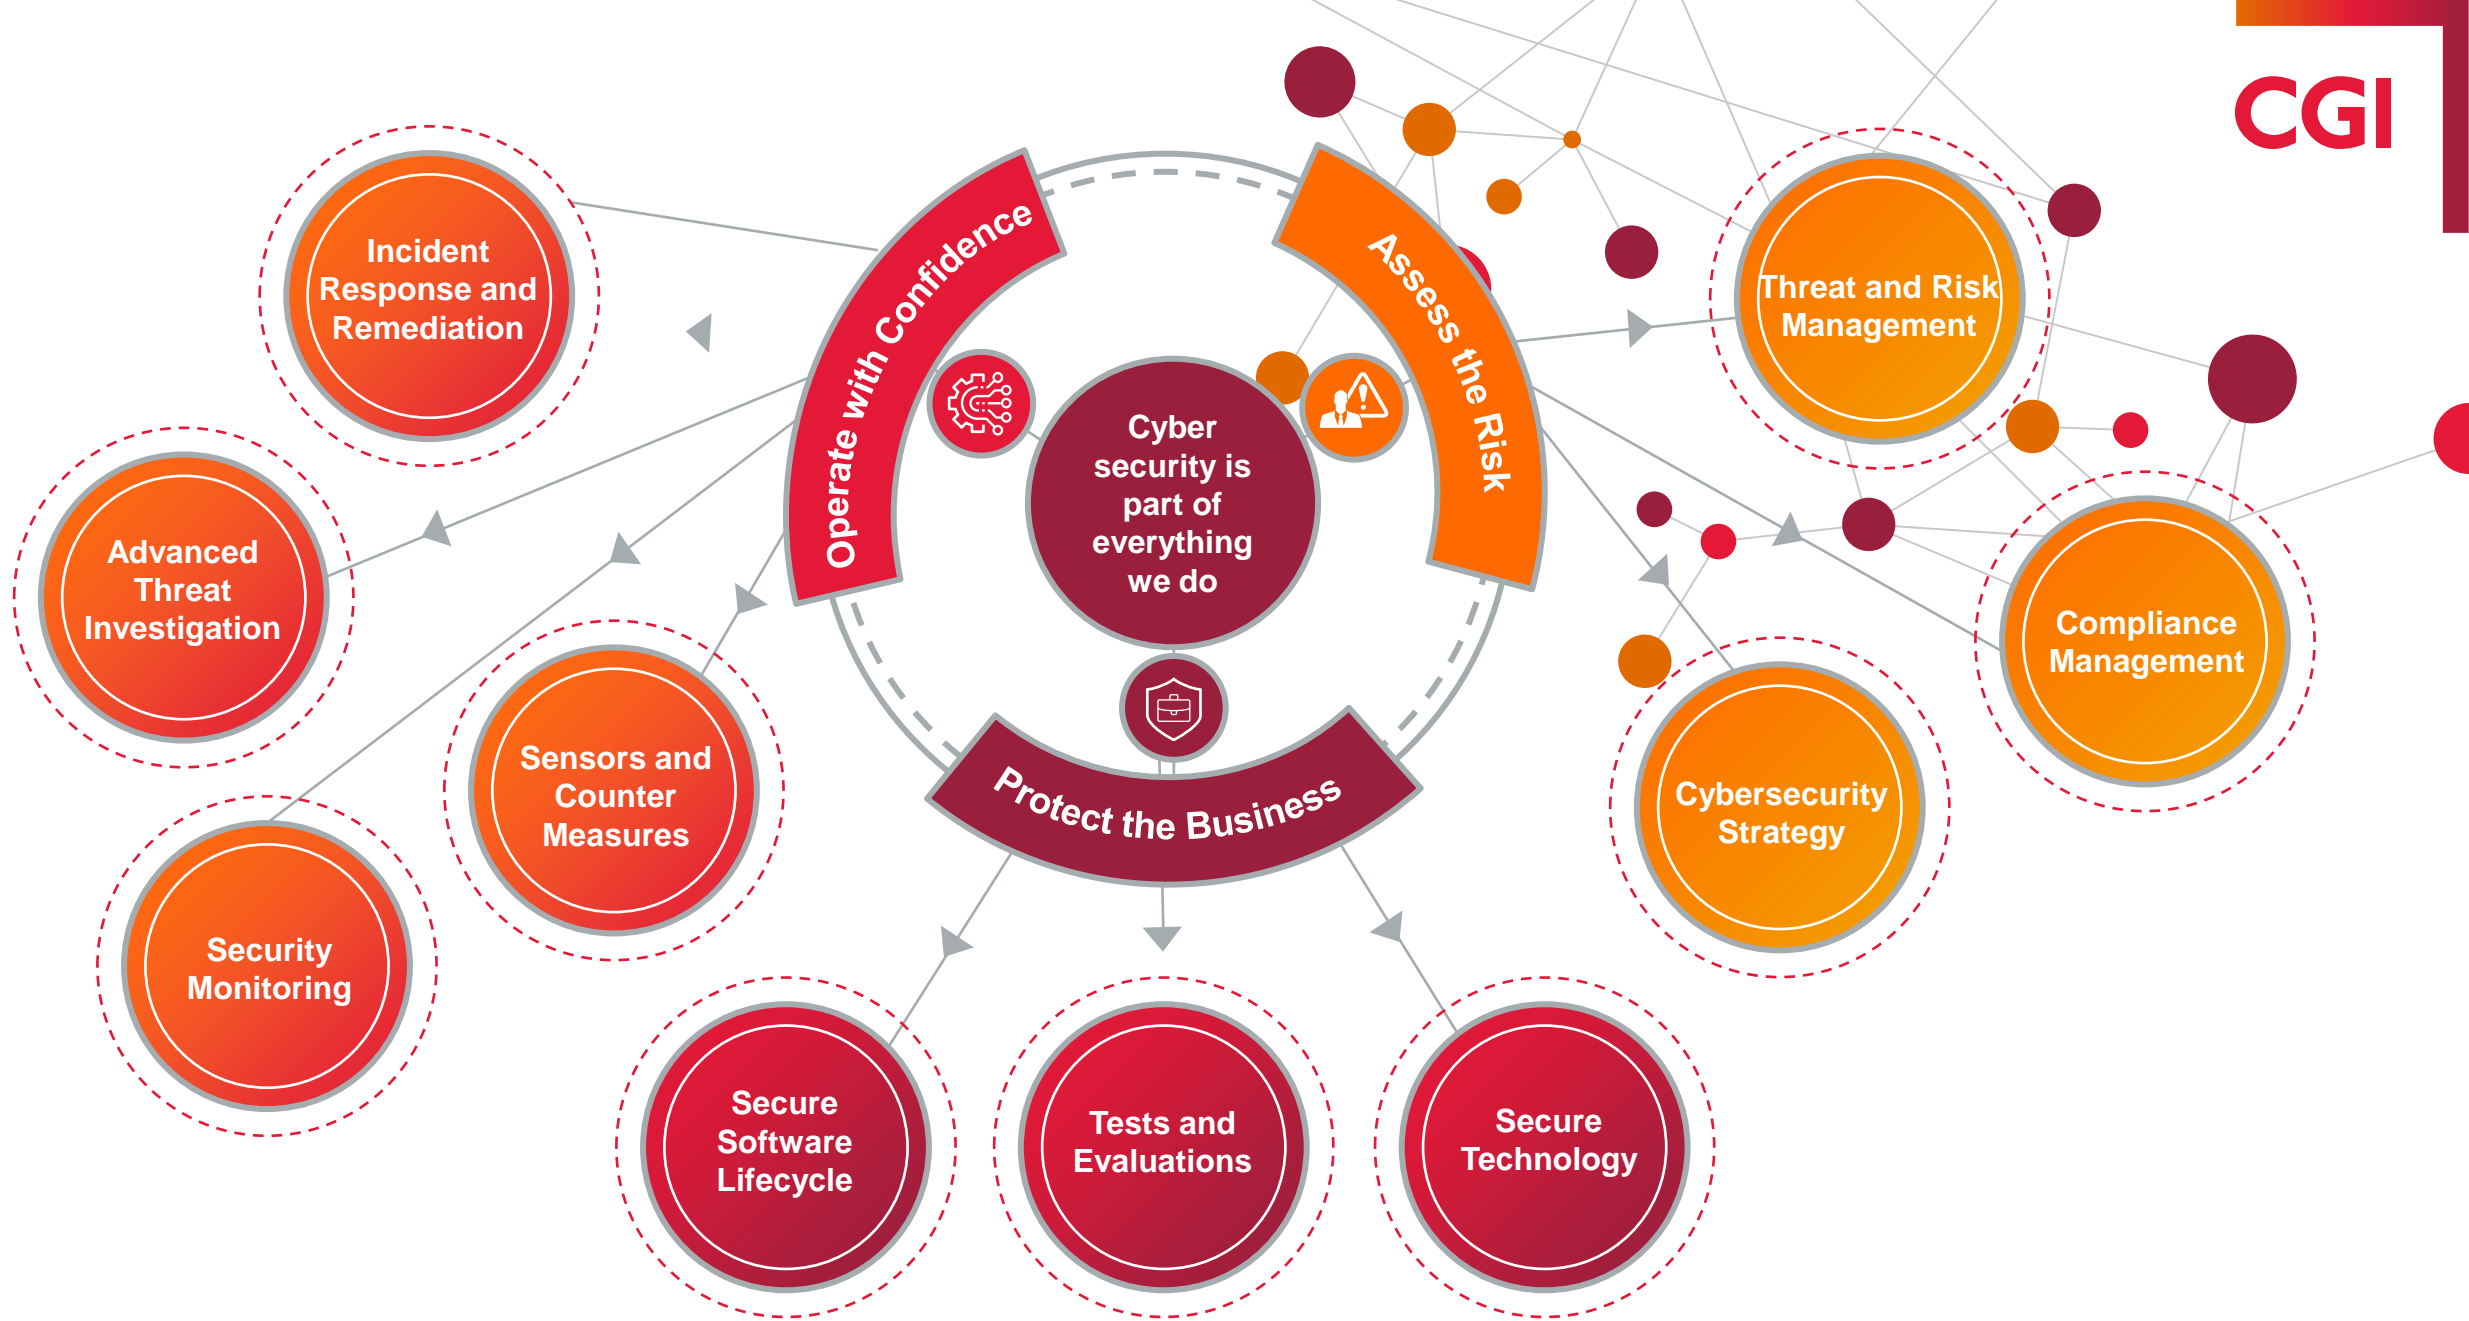 CGI
Incident
Response and
Remediation
Advanced
Threat
Investigation
Security
Monitoring
Sensors and
Counter
Measures
Operate with Confidence
Cyber
security is
part of
everything
we do
Assess the Risk
Protect the Business
Threat and Risk
Management
Compliance
Management
Cybersecurity
Strategy
Secure
Software
Lifecycle
Tests and
Evaluations
Secure
Technology